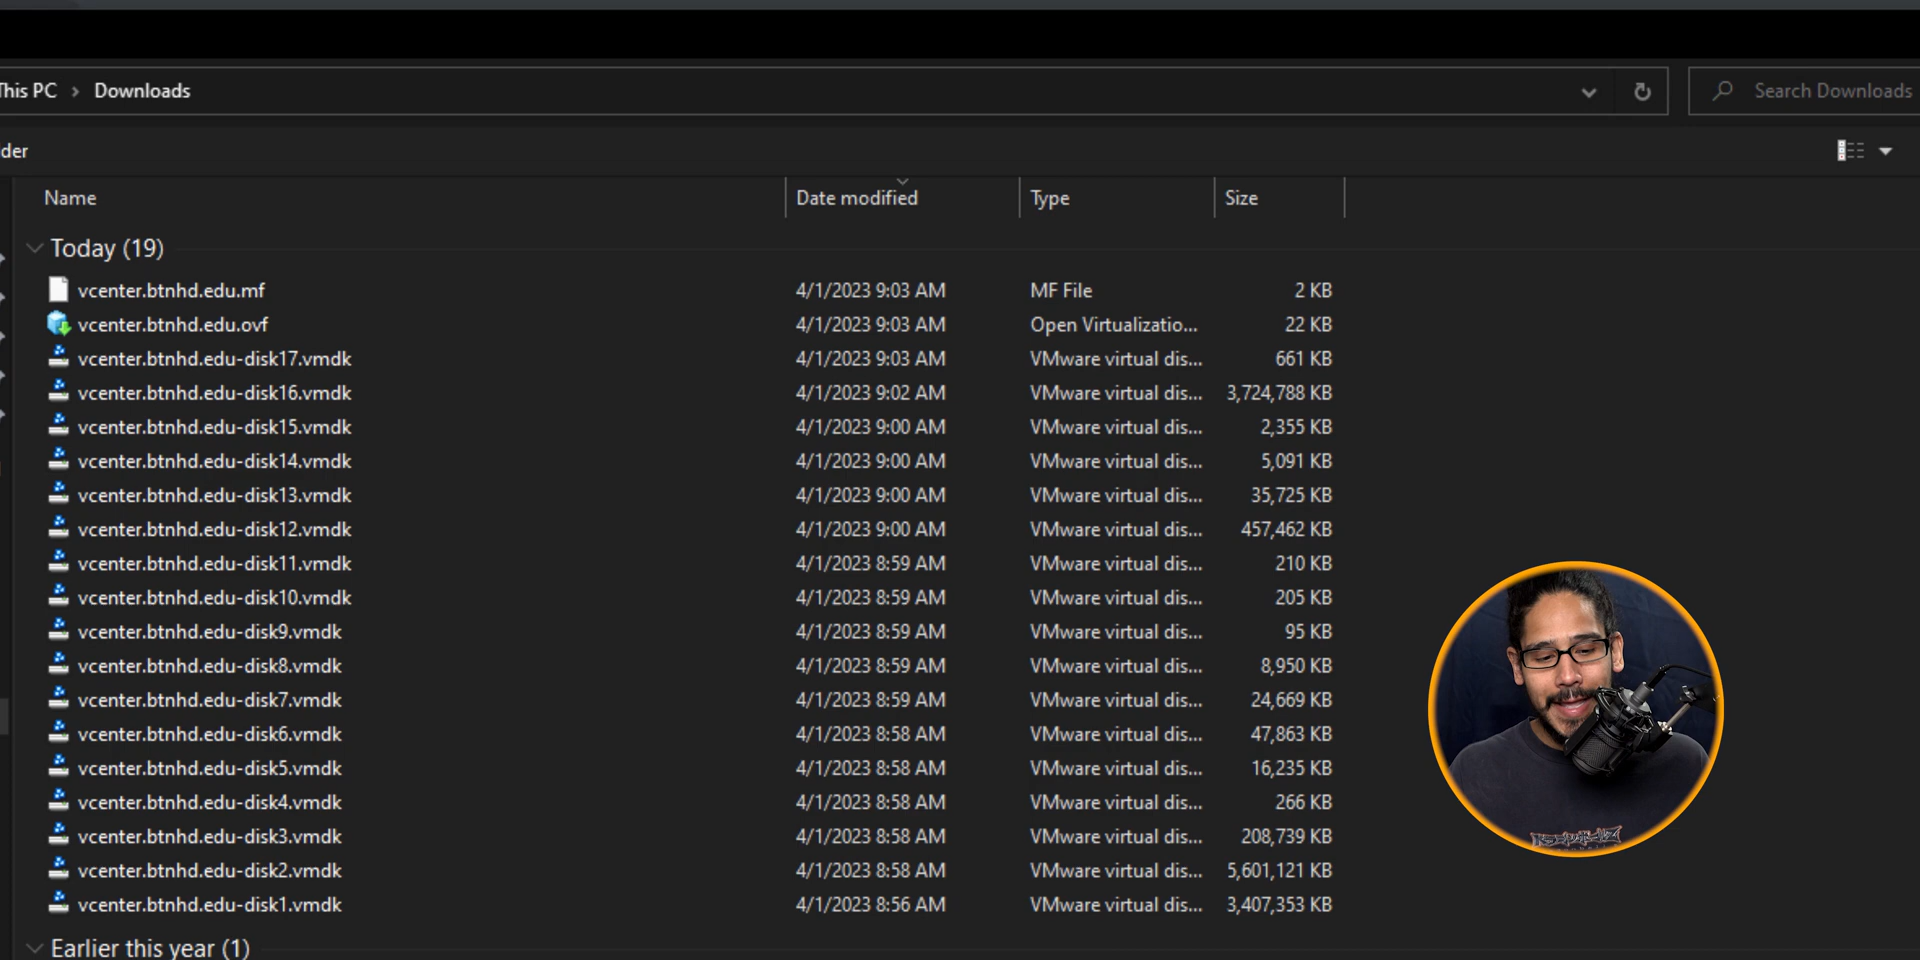 This PC > Downloads
Search Downloads
lder
Name Date modified Type Size
Today (19)
vcenter.btnhd.edu.mf 4/1/2023 9:03 AM MF File 2 KB
vcenter.btnhd.edu.ovf 4/1/2023 9:03 AM Open Virtualizatio... 22 KB
vcenter.btnhd.edu-disk17.vmdk 4/1/2023 9:03 AM VMware virtual dis... 661 KB
vcenter.btnhd.edu-disk16.vmdk 4/1/2023 9:02 AM VMware virtual dis... 3,724,788 KB
vcenter.btnhd.edu-disk15.vmdk 4/1/2023 9:00 AM VMware virtual dis... 2,355 KB
vcenter.btnhd.edu-disk14.vmdk 4/1/2023 9:00 AM VMware virtual dis... 5,091 KB
vcenter.btnhd.edu-disk13.vmdk 4/1/2023 9:00 AM VMware virtual dis... 35,725 KB
vcenter.btnhd.edu-disk12.vmdk 4/1/2023 9:00 AM VMware virtual dis... 457,462 KB
vcenter.btnhd.edu-disk11.vmdk 4/1/2023 8:59 AM VMware virtual dis... 210 KB
vcenter.btnhd.edu-disk10.vmdk 4/1/2023 8:59 AM VMware virtual dis... 205 KB
vcenter.btnhd.edu-disk9.vmdk 4/1/2023 8:59 AM VMware virtual dis... 95 KB
vcenter.btnhd.edu-disk8.vmdk 4/1/2023 8:59 AM VMware virtual dis... 8,950 KB
vcenter.btnhd.edu-disk7.vmdk 4/1/2023 8:59 AM VMware virtual dis... 24,669 KB
vcenter.btnhd.edu-disk6.vmdk 4/1/2023 8:58 AM VMware virtual dis... 47,863 KB
vcenter.btnhd.edu-disk5.vmdk 4/1/2023 8:58 AM VMware virtual dis... 16,235 KB
vcenter.btnhd.edu-disk4.vmdk 4/1/2023 8:58 AM VMware virtual dis... 266 KB
vcenter.btnhd.edu-disk3.vmdk 4/1/2023 8:58 AM VMware virtual dis... 208,739 KB
vcenter.btnhd.edu-disk2.vmdk 4/1/2023 8:58 AM VMware virtual dis... 5,601,121 KB
vcenter.btnhd.edu-disk1.vmdk 4/1/2023 8:56 AM VMware virtual dis... 3,407,353 KB
Earlier this year (1)